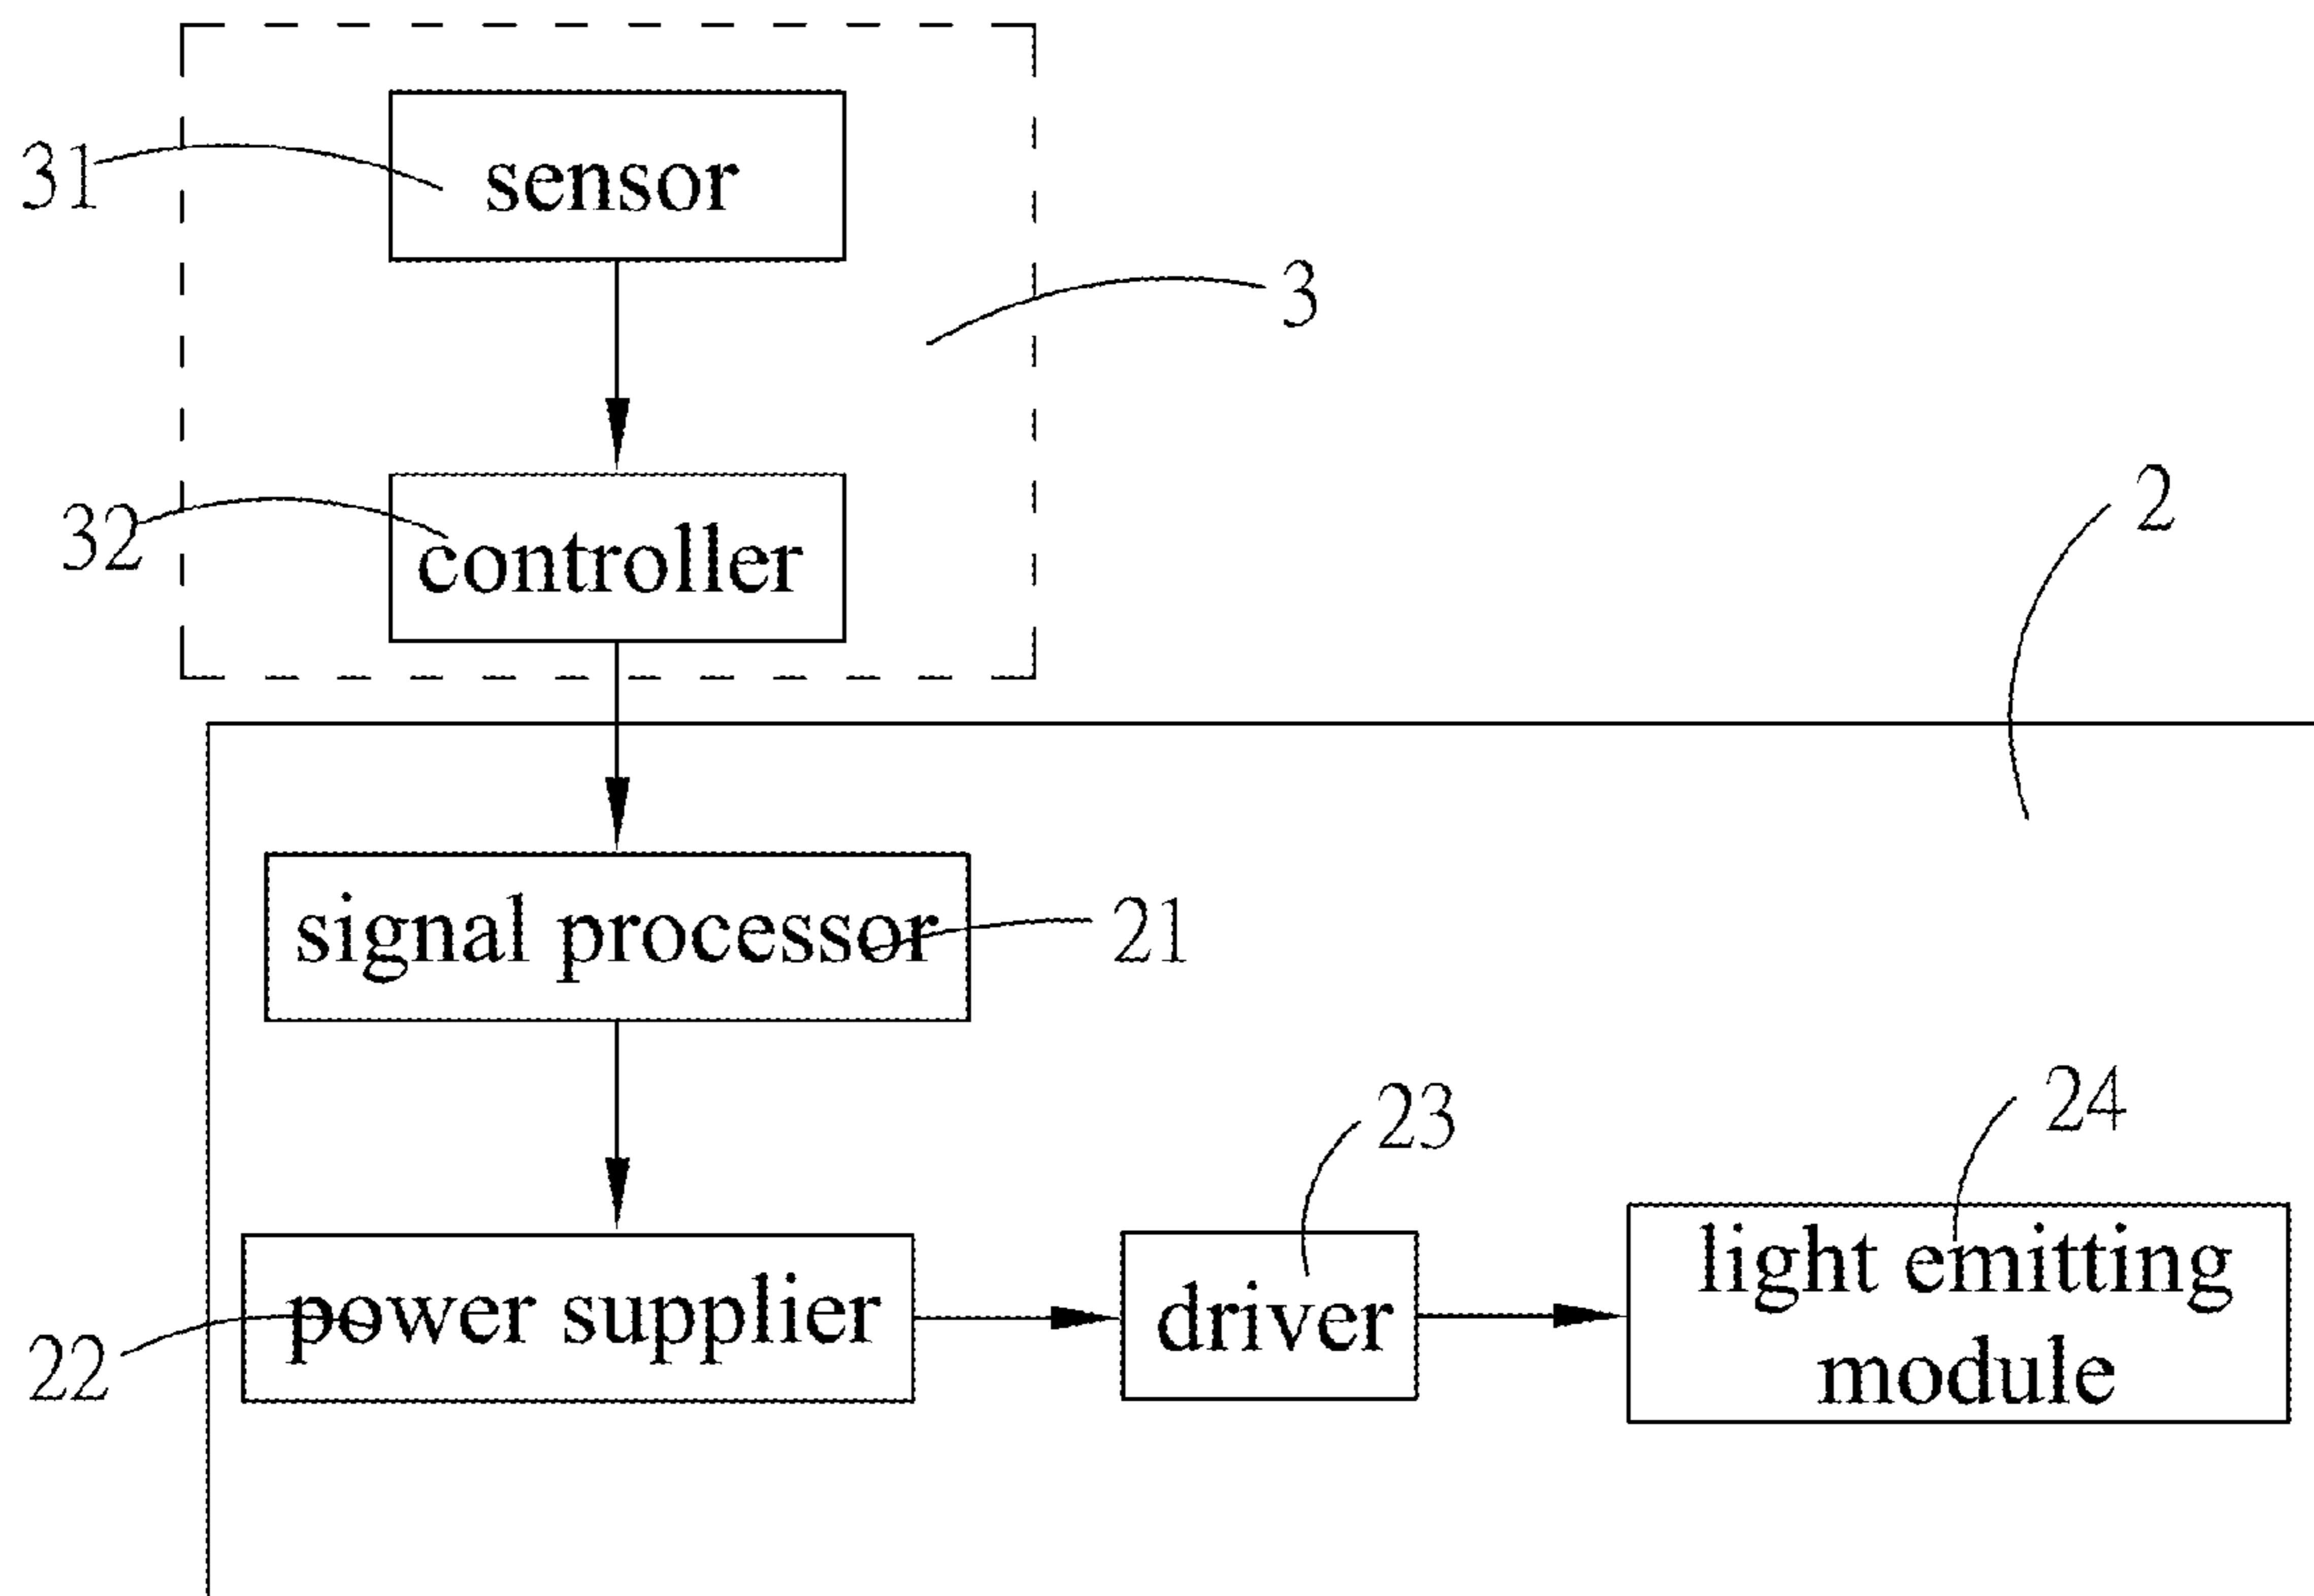 31
sensor
3
32
controller
2
signal processor
21
23
24
22
power supplier
driver
light emitting
module